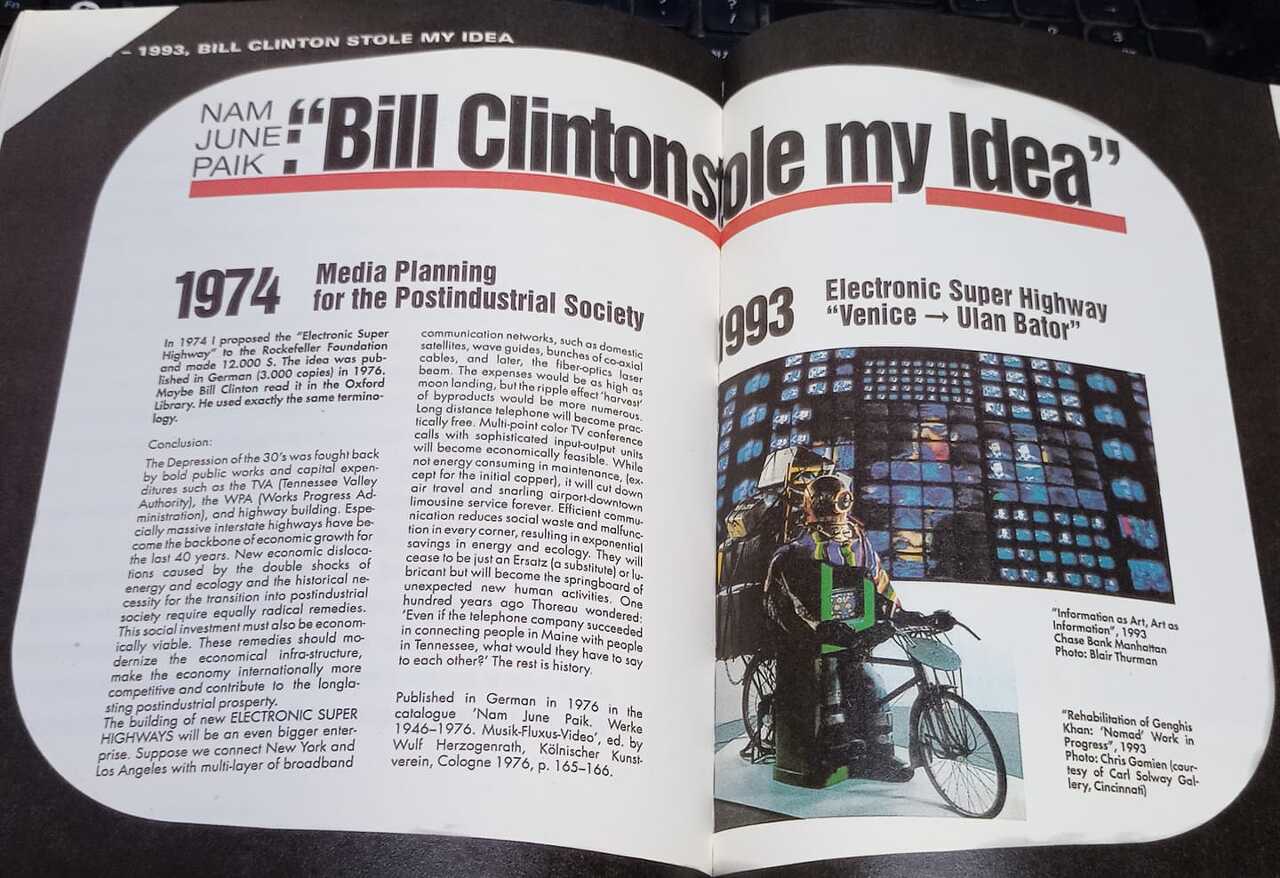 – 1993, BILL CLINTON STOLE MY IDEA
NAM
JUNE
PAIK
: “Bill Clinton stole my Idea”
1974
Media Planning
for the Postindustrial Society
In 1974 I proposed the “Electronic Super
Highway” to the Rockefeller Foundation
and made 12.000 $. The idea was pub-
lished in German (3.000 copies) in 1976.
Maybe Bill Clinton read it in the Oxford
Library. He used exactly the same termino-
logy.
Conclusion:
The Depression of the 30’s was fought back
by bold public works and capital expen-
ditures such as the TVA (Tennessee Valley
Authority), the WPA (Works Progress Ad-
ministration), and highway building. Espe-
cially massive interstate highways have be-
come the backbone of economic growth for
the last 40 years. New economic disloca-
tions caused by the double shocks of
energy and ecology and the historical ne-
cessity for the transition into postindustrial
society require equally radical remedies.
This social investment must also be econom-
ically viable. These remedies should mo-
dernize the economical infra-structure,
make the economy internationally more
competitive and contribute to the longla-
sting postindustrial prosperty.
The building of new ELECTRONIC SUPER
HIGHWAYS will be an even bigger enter-
prise. Suppose we connect New York and
Los Angeles with multi-layer of broadband
communication networks, such as domestic
satellites, wave guides, bunches of co-axial
cables, and later, the fiber-optics laser
beam. The expenses would be as high as
moon landing, but the ripple effect ‘harvest’
of byproducts would be more numerous.
Long distance telephone will become prac-
tically free. Multi-point color TV conference
calls with sophisticated input-output units
will become economically feasible. While
not energy consuming in maintenance, (ex-
cept for the initial copper), it will cut down
air travel and snarling airport-downtown
limousine service forever. Efficient commu-
nication reduces social waste and malfunc-
tion in every corner, resulting in exponential
savings in energy and ecology. They will
cease to be just an Ersatz (a substitute) or lu-
bricant but will become the springboard of
unexpected new human activities. One
hundred years ago Thoreau wondered:
‘Even if the telephone company succeeded
in connecting people in Maine with people
in Tennessee, what would they have to say
to each other?’ The rest is history.
Published in German in 1976 in the
catalogue ‘Nam June Paik. Werke
1946–1976. Musik-Fluxus-Video’, ed. by
Wulf Herzogenrath, Kölnischer Kunst-
verein, Cologne 1976, p. 165–166.
1993
Electronic Super Highway
“Venice → Ulan Bator”
“Information as Art, Art as
Information”, 1993
Chase Bank Manhattan
Photo: Blair Thurman
“Rehabilitation of Genghis
Khan: ‘Nomad’ Work in
Progress”, 1993
Photo: Chris Gomien (cour-
tesy of Carl Solway Gal-
lery, Cincinnati)